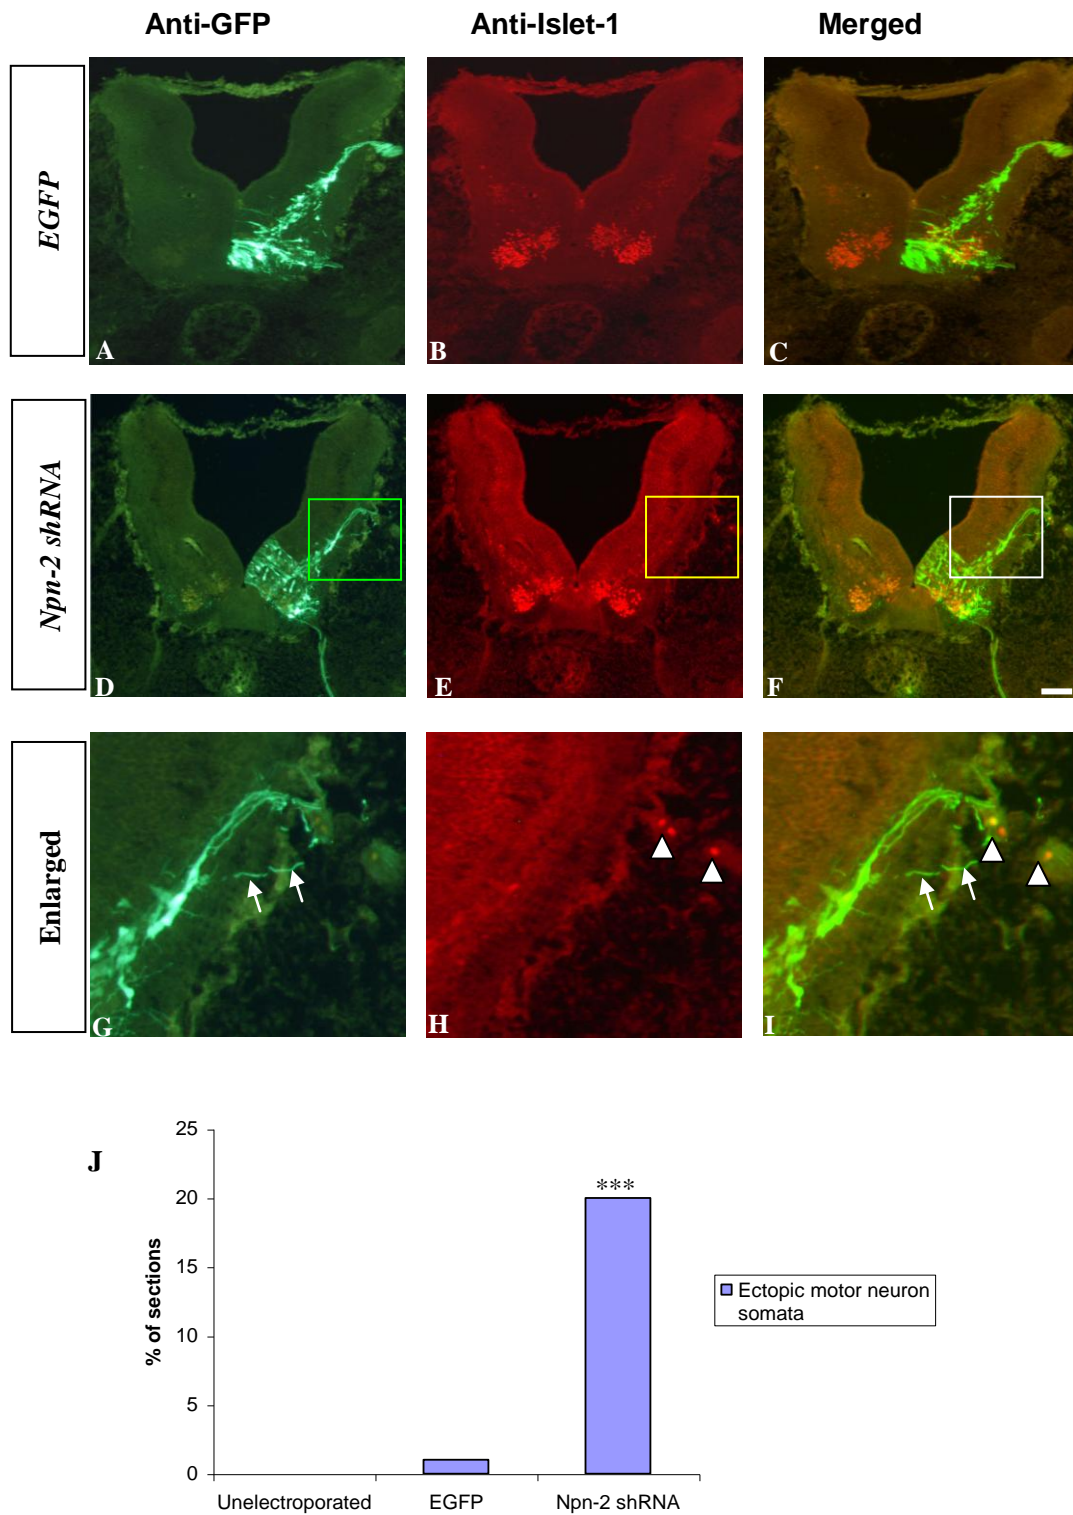 Anti-GFP Anti-Islet-1 Merged
EGFP
A B C
Npn-2 shRNA
D E F
Enlarged
G H I
J
25
20
15
10
5
0
% of sections
***
Unelectroporated EGFP Npn-2 shRNA
Ectopic motor neuron
somata